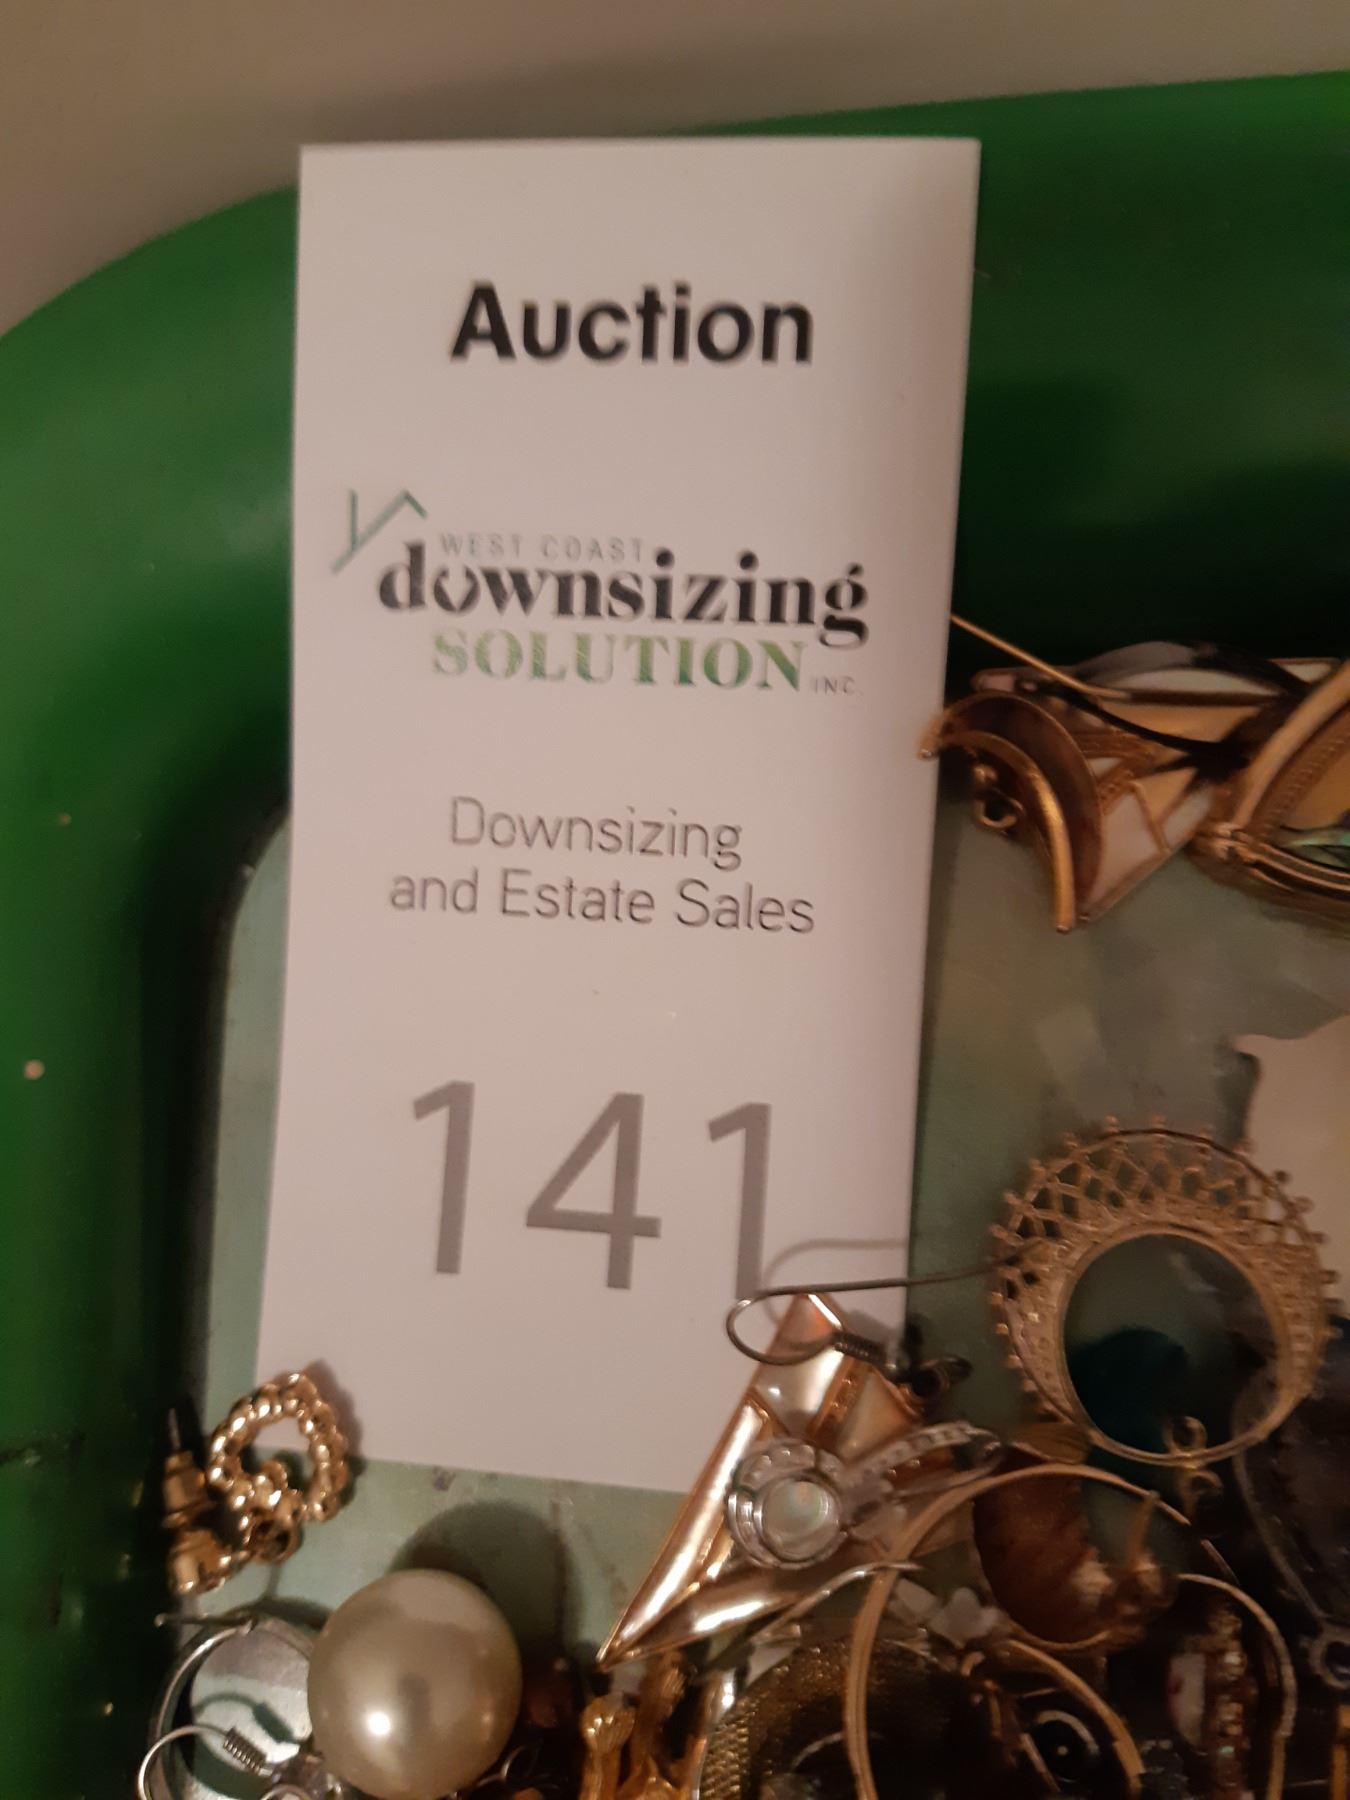 Auction
WEST COAST
downsizing
SOLUTION INC.
Downsizing
and Estate Sales
141